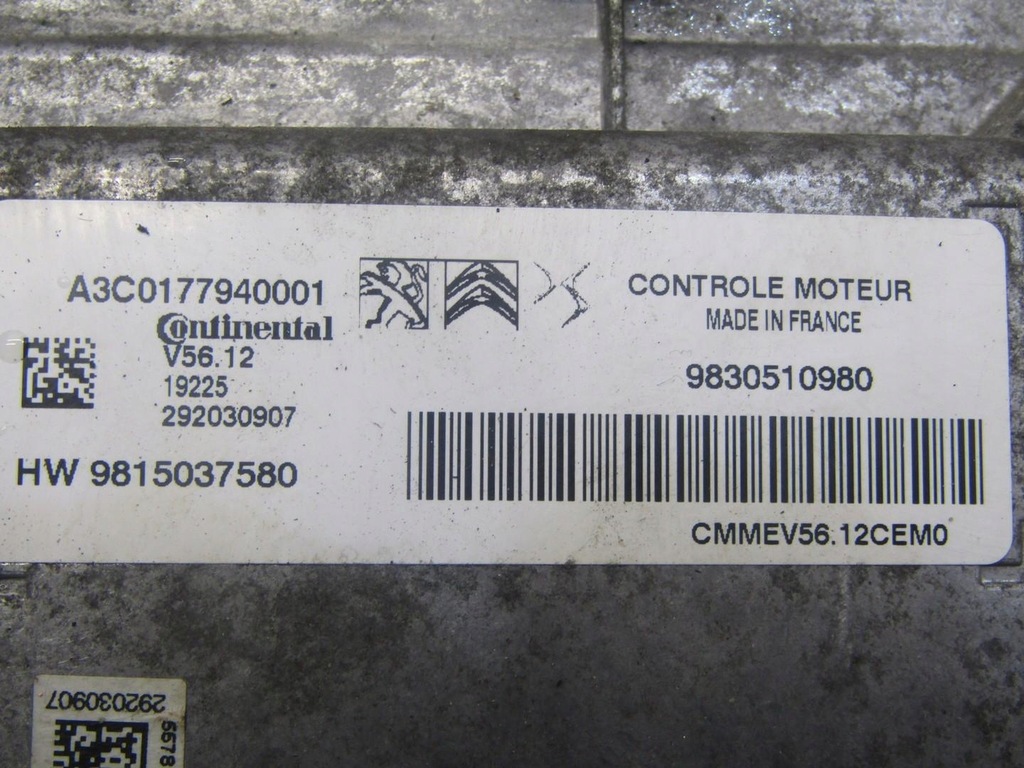 A3C0177940001
Continental
V56.12
19225
292030907
HW 9815037580
CONTROLE MOTEUR
MADE IN FRANCE
9830510980
CMMEV56.12CEM0
292030907